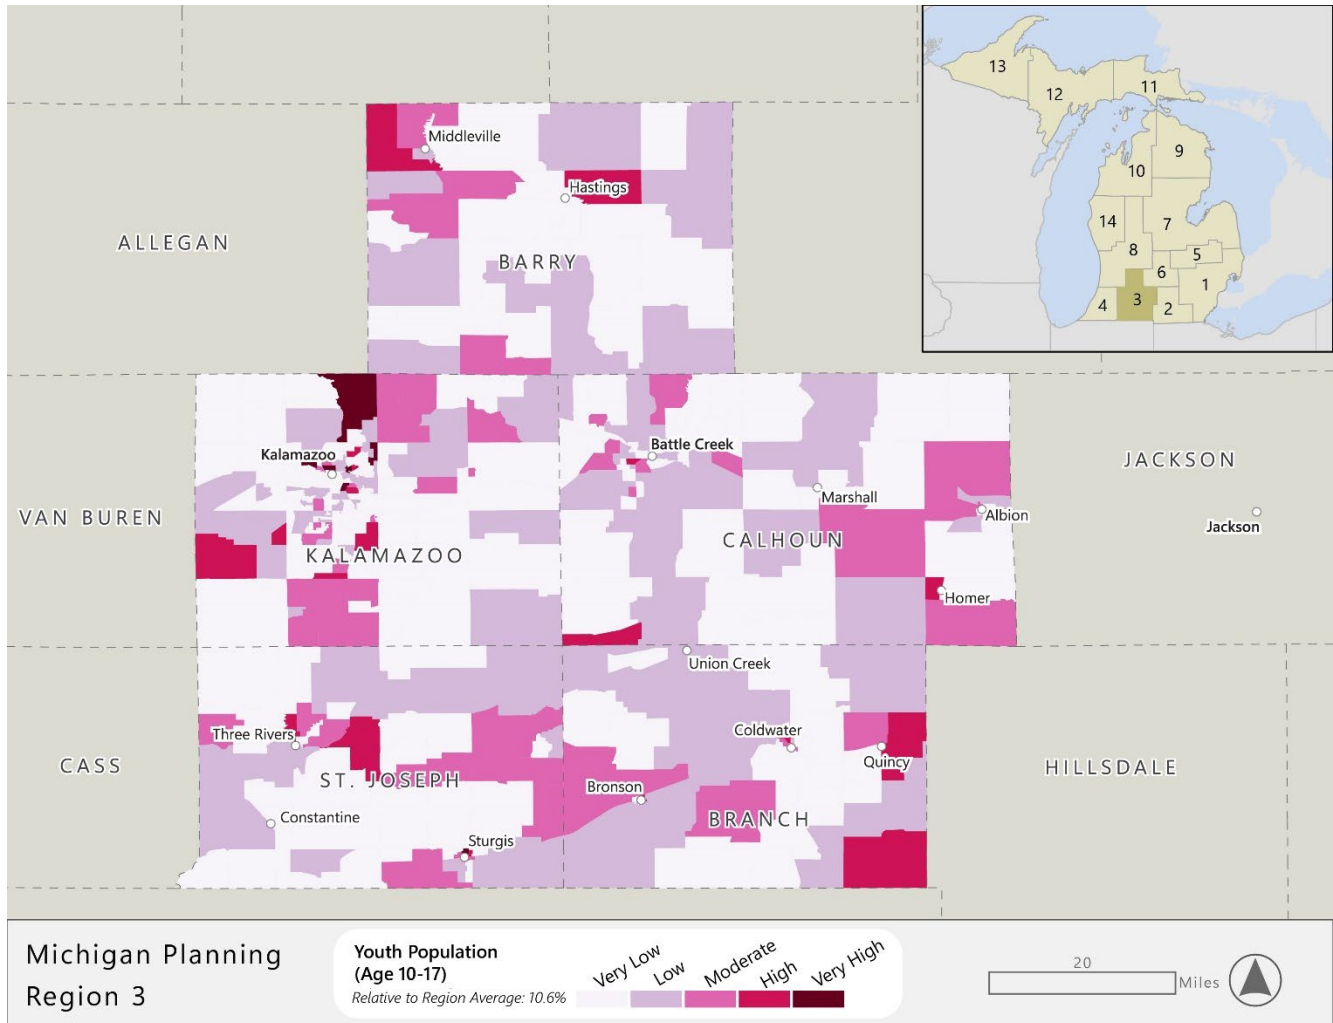 13
12
11
9
10
14
7
8
5
6
1
4
3
2
Middleville
Hastings
ALLEGAN
BARRY
Kalamazoo
Battle Creek
JACKSON
Marshall
VAN BUREN
Albion
Jackson
KALAMAZOO
CALHOUN
Homer
Union Creek
Three Rivers
Coldwater
CASS
ST. JOSEPH
Quincy
HILLSDALE
Bronson
Constantine
BRANCH
Sturgis
Michigan Planning
Region 3
Youth Population
(Age 10-17)
Relative to Region Average: 10.6%
Very Low
Low
Moderate
High
Very High
20
Miles